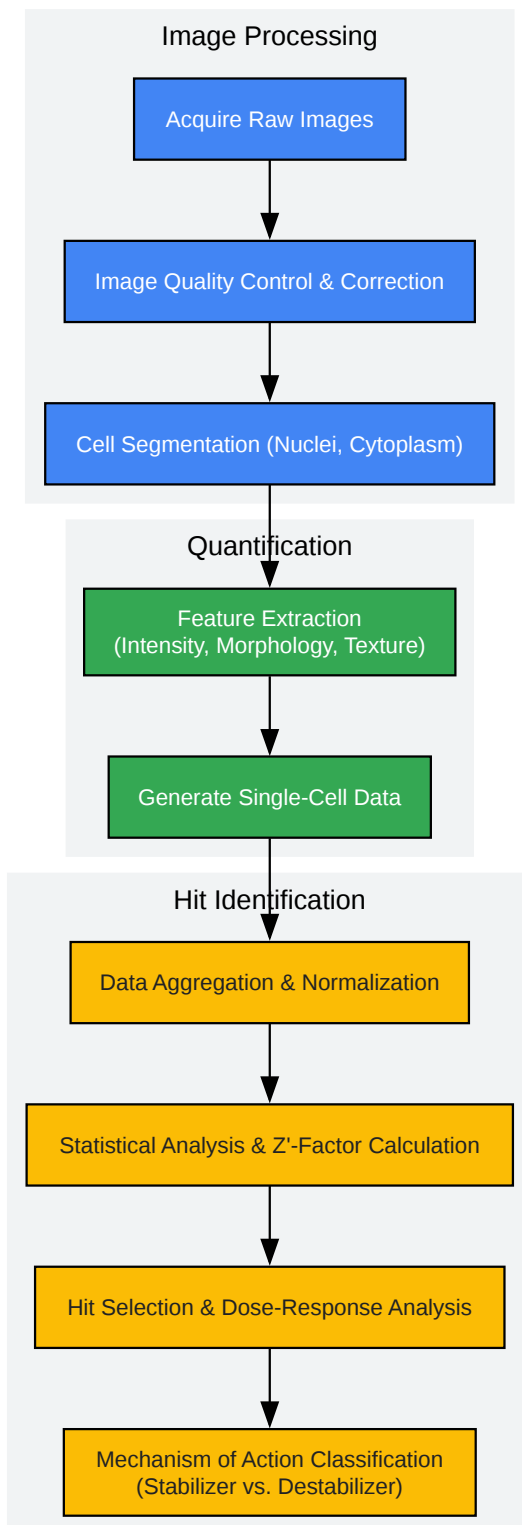 Image Processing
Acquire Raw Images
Image Quality Control & Correction
Cell Segmentation (Nuclei, Cytoplasm)
Quantification
Feature Extraction
(Intensity, Morphology, Texture)
Generate Single-Cell Data
Hit Identification
Data Aggregation & Normalization
Statistical Analysis & Z'-Factor Calculation
Hit Selection & Dose-Response Analysis
Mechanism of Action Classification
(Stabilizer vs. Destabilizer)